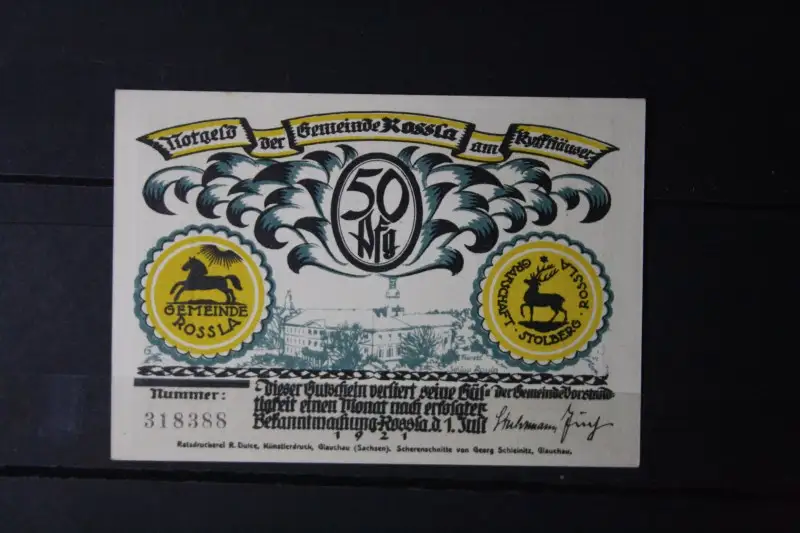 Notgeld der Gemeinde Rossla am Kyffhäuser
50
Pfg
GEMEINDE
ROSSLA
GRAFSCHAFT · STOLBERG · ROSSLA
Nummer:
318388
Dieser Gutschein verliert seine Gül-
tigkeit einen Monat nach erfolgter
Bekanntmachung. Rossla.d. 1. Juli
1921
der Gemeindevorstand
Ratsdruckerei R. Dulce, Künstlerdruck, Glauchau (Sachsen). Scherenschnitte von Georg Schleinitz, Glauchau.